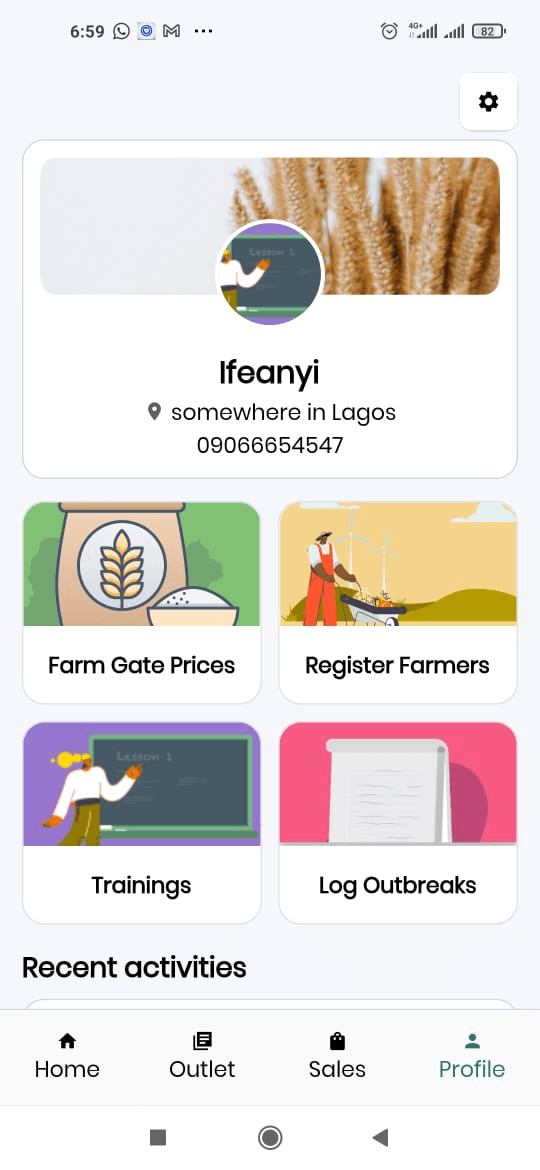 6:59
4G+
82
Lesson 1
Ifeanyi
somewhere in Lagos
09066654547
Farm Gate Prices
Register Farmers
Lesson 1
Trainings
Log Outbreaks
Recent activities
Home
Outlet
Sales
Profile